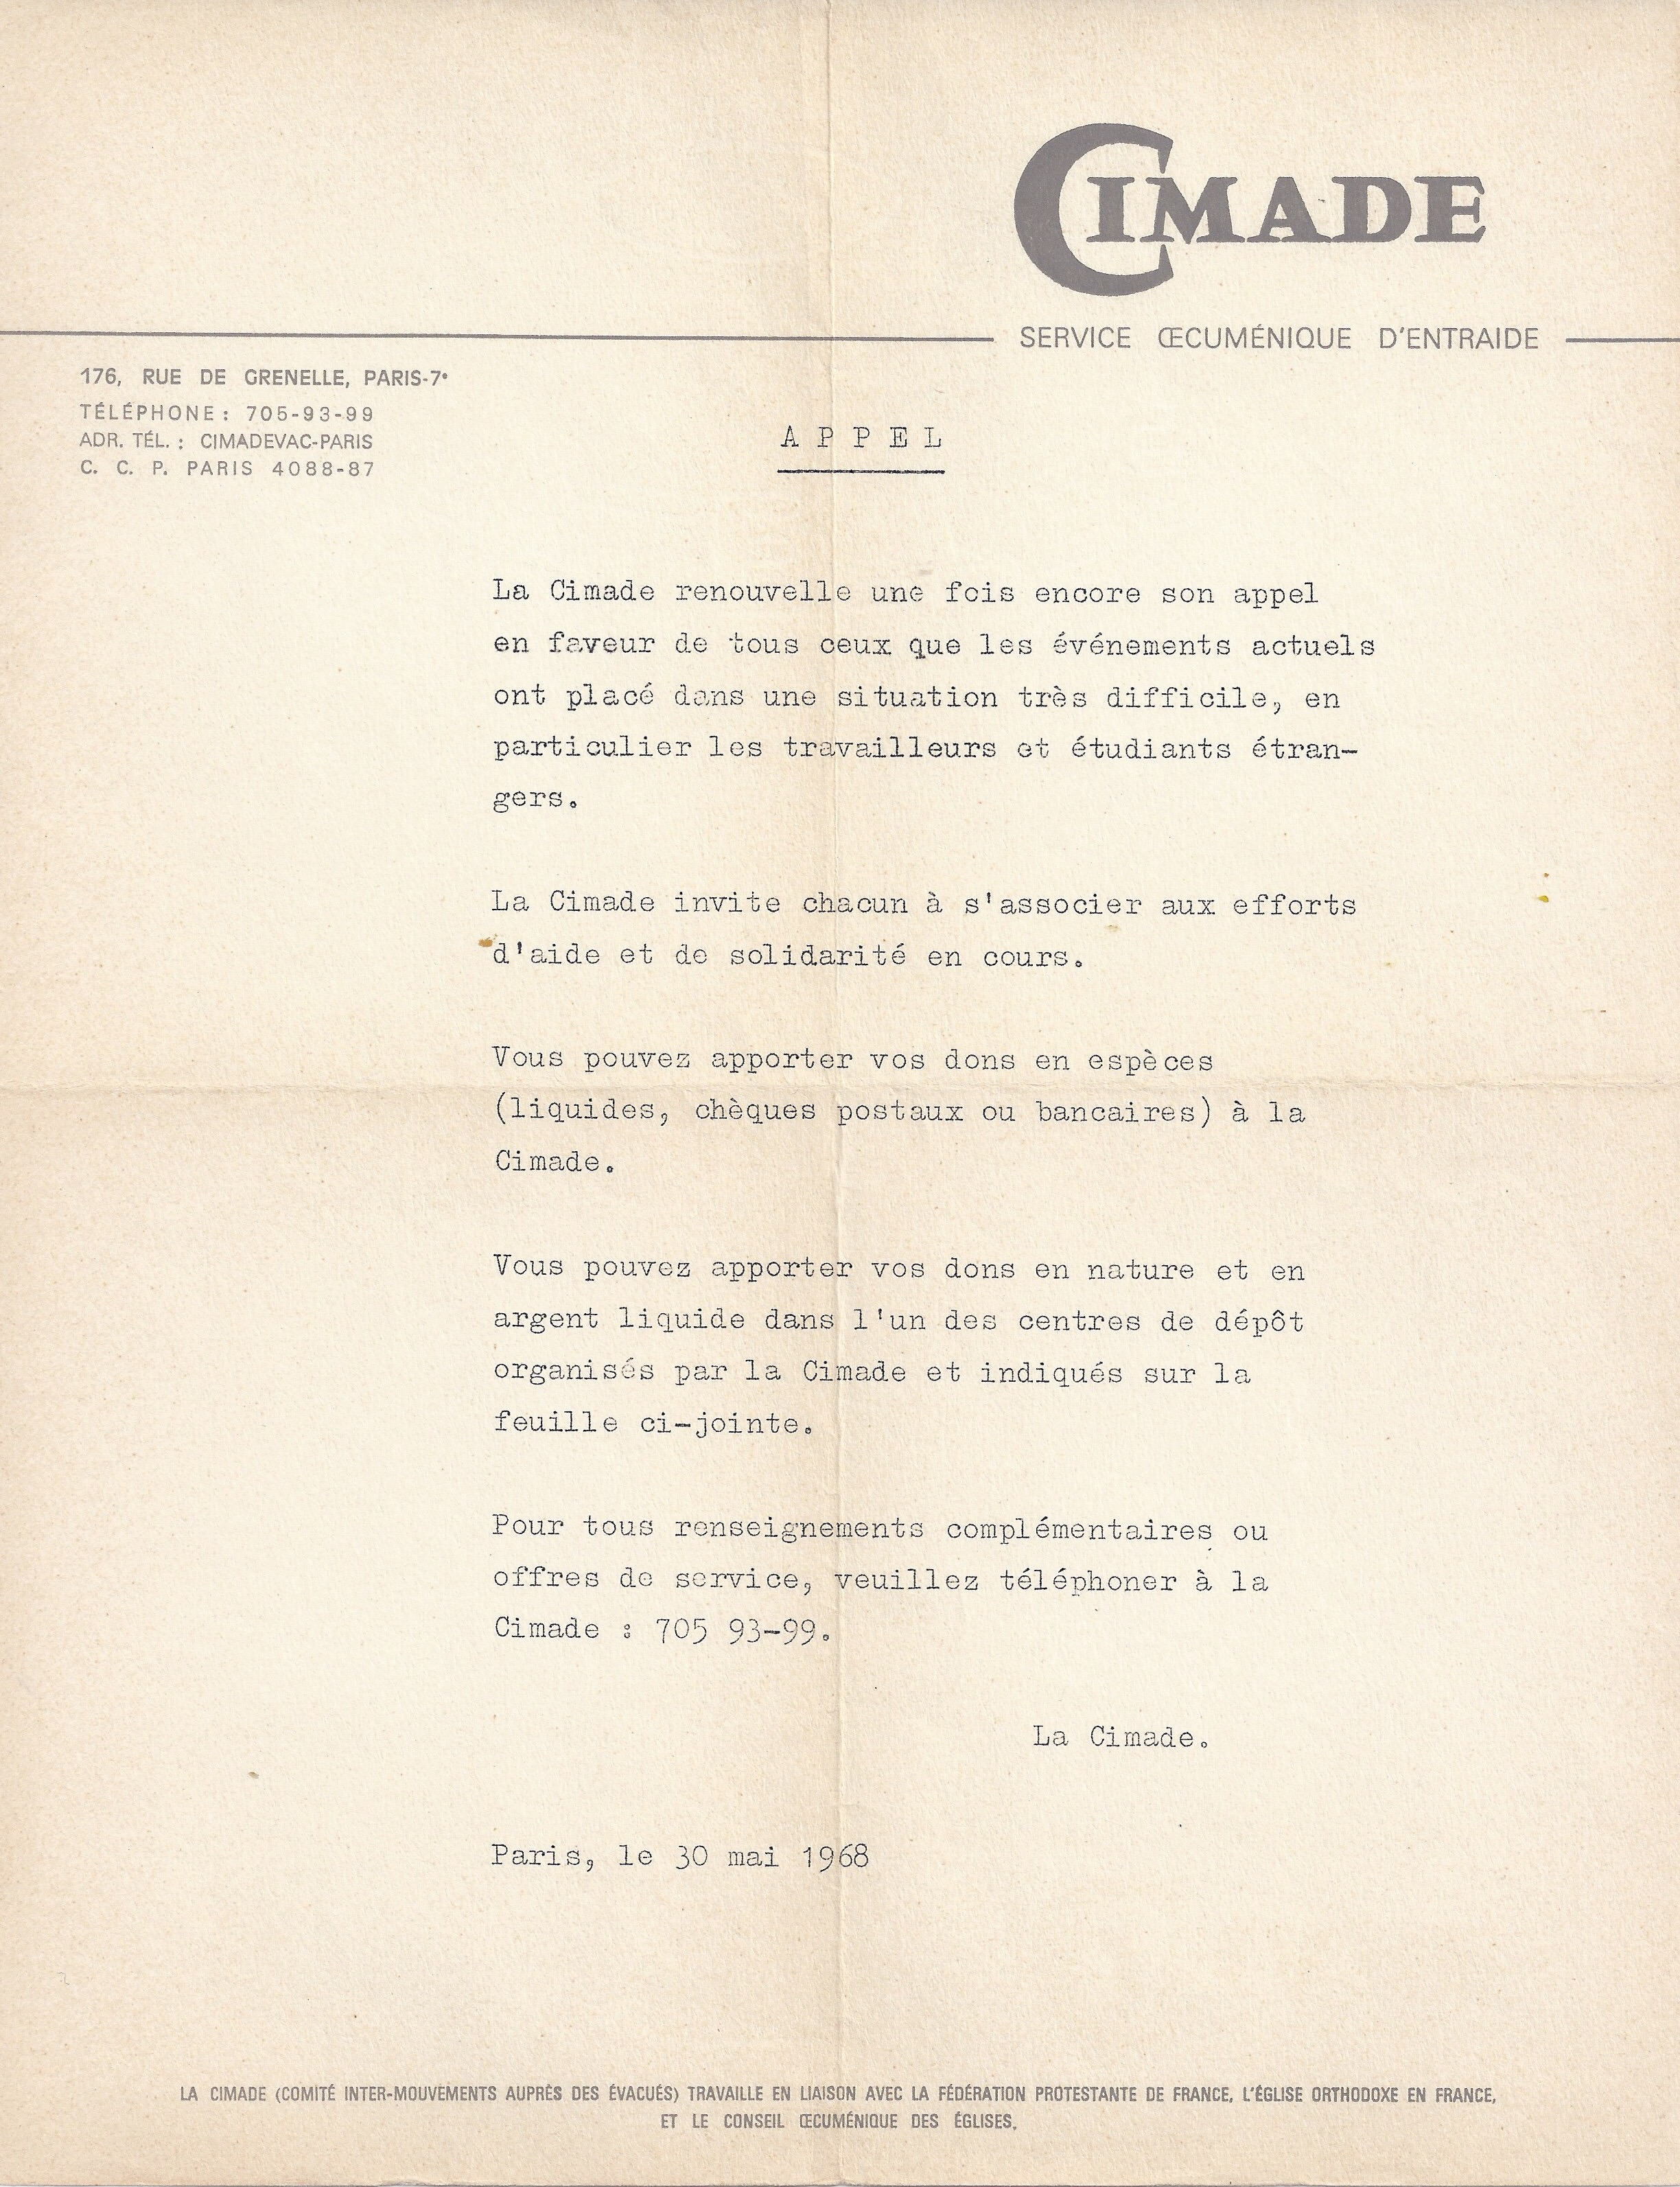 CIMADE
SERVICE ŒCUMÉNIQUE D'ENTRAIDE
176, RUE DE GRENELLE, PARIS-7e
TÉLÉPHONE : 705-93-99
ADR. TÉL. : CIMADEVAC-PARIS
C. C. P. PARIS 4088-87
A P P E L
La Cimade renouvelle une fois encore son appel
en faveur de tous ceux que les événements actuels
ont placé dans une situation très difficile, en
particulier les travailleurs et étudiants étran-
gers.
La Cimade invite chacun à s'associer aux efforts
d'aide et de solidarité en cours.
Vous pouvez apporter vos dons en espèces
(liquides, chèques postaux ou bancaires) à la
Cimade.
Vous pouvez apporter vos dons en nature et en
argent liquide dans l'un des centres de dépôt
organisés par la Cimade et indiqués sur la
feuille ci-jointe.
Pour tous renseignements complémentaires ou
offres de service, veuillez téléphoner à la
Cimade : 705 93-99.
La Cimade.
Paris, le 30 mai 1968
LA CIMADE (COMITÉ INTER-MOUVEMENTS AUPRÈS DES ÉVACUÉS) TRAVAILLE EN LIAISON AVEC LA FÉDÉRATION PROTESTANTE DE FRANCE, L'ÉGLISE ORTHODOXE EN FRANCE,
ET LE CONSEIL ŒCUMÉNIQUE DES ÉGLISES.